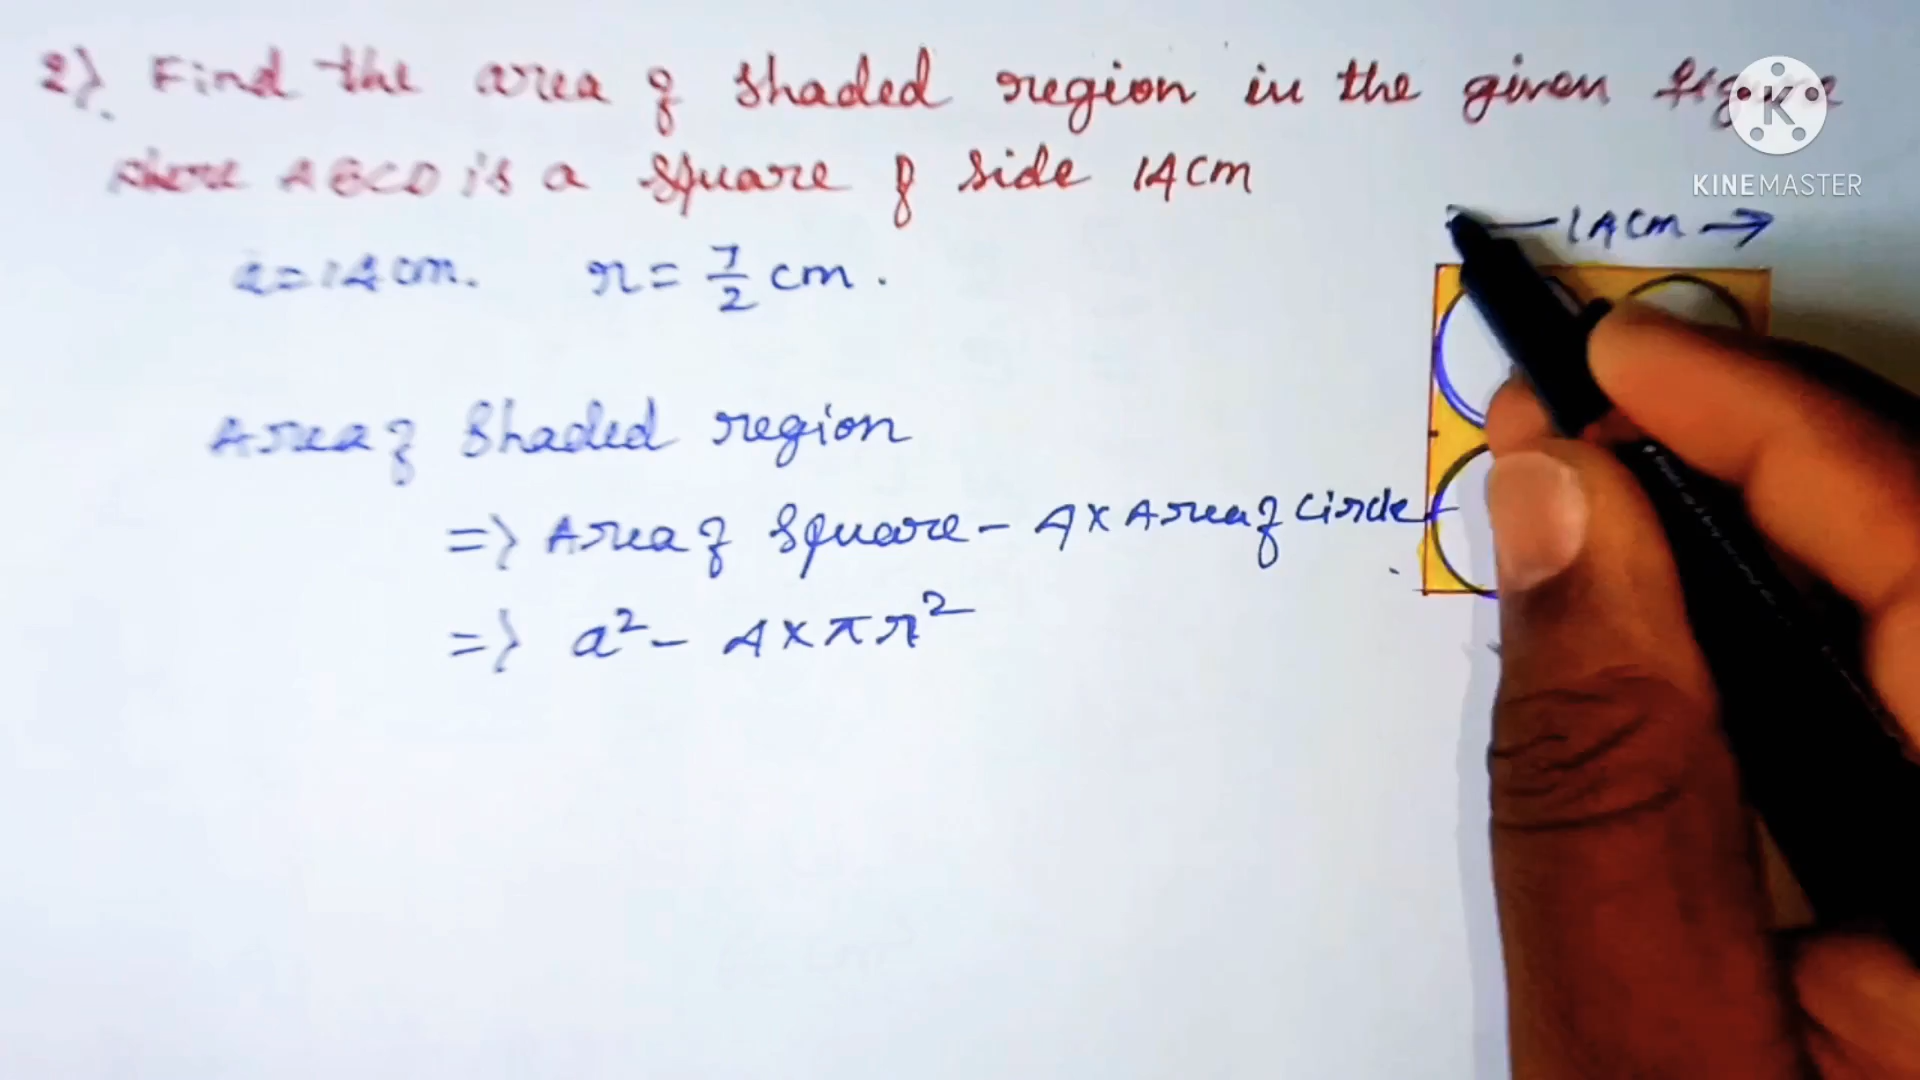 2) Find the area of shaded region in the given figure
where ABCD is a square of side 14cm
KINEMASTER
14cm
a=14cm. r = 7/2 cm.
Area of Shaded region
=> Area of Square - 4 x Area of Circle
=> a² - 4 x πr²